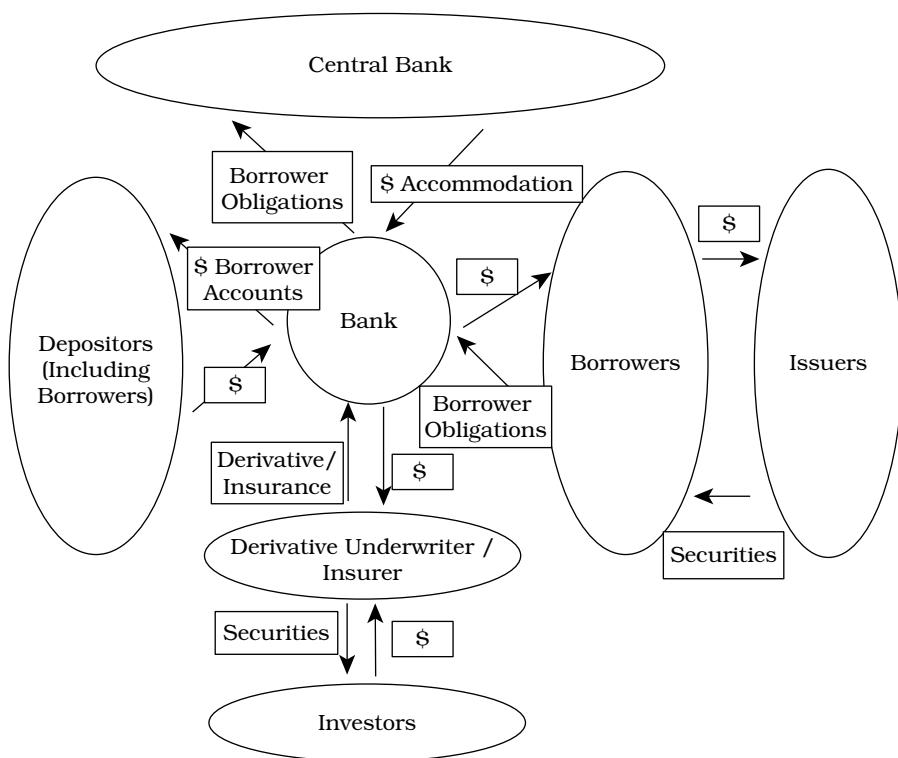 Central Bank
Borrower
Obligations
$ Accommodation
$
$ Borrower
Accounts
$
Bank
Depositors
(Including
Borrowers)
$
Borrowers
Issuers
Borrower
Obligations
Derivative/
Insurance
$
Derivative Underwriter /
Insurer
Securities
Securities
$
Investors